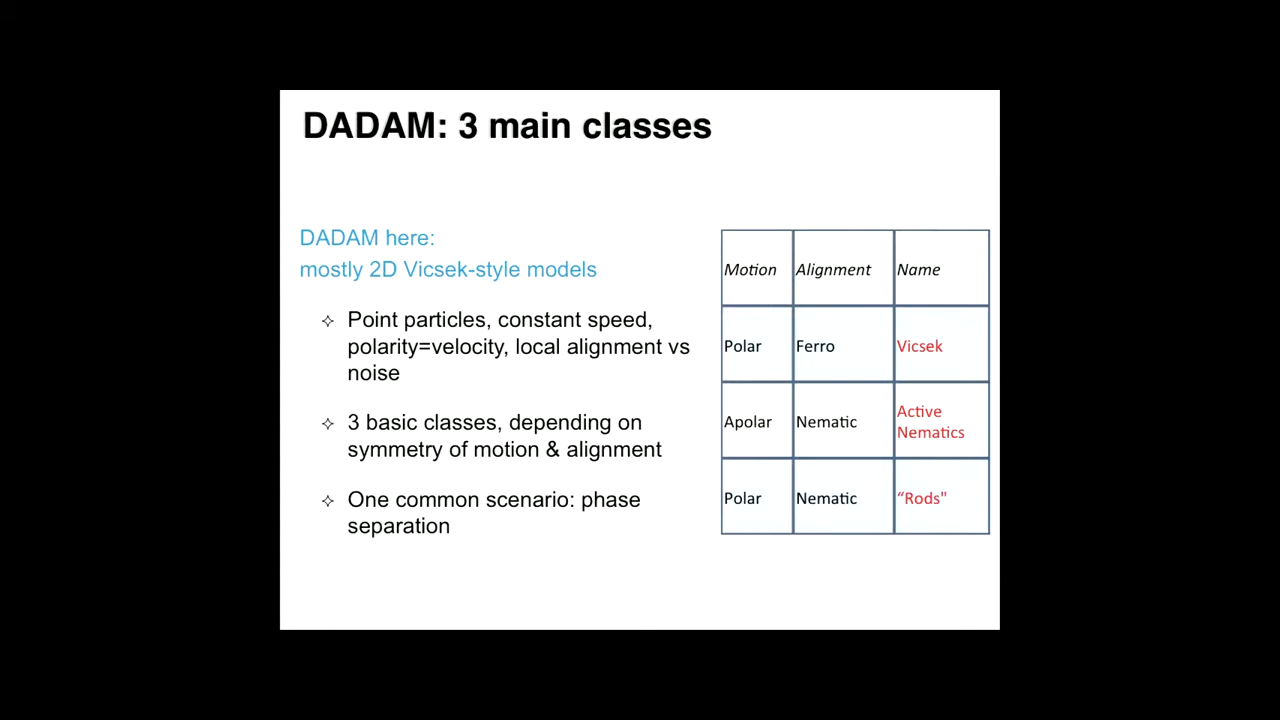 DADAM: 3 main classes
DADAM here:
mostly 2D Vicsek-style models
✧ Point particles, constant speed,
polarity=velocity, local alignment vs
noise
✧ 3 basic classes, depending on
symmetry of motion & alignment
✧ One common scenario: phase
separation
Motion Alignment Name
Polar Ferro Vicsek
Apolar Nematic Active
Nematics
Polar Nematic “Rods"